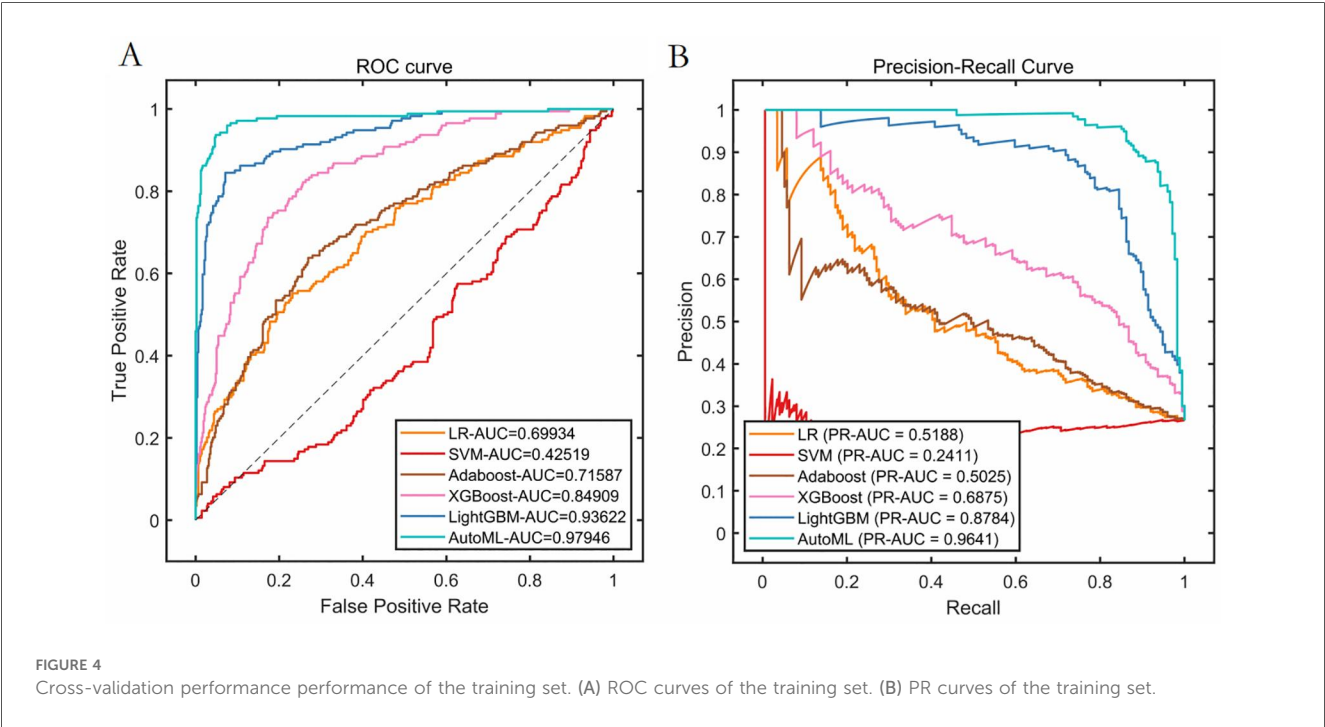 A
ROC curve
True Positive Rate
1
0.8
0.6
0.4
0.2
0
LR-AUC=0.69934
SVM-AUC=0.42519
Adaboost-AUC=0.71587
XGBoost-AUC=0.84909
LightGBM-AUC=0.93622
AutoML-AUC=0.97946
0 0.2 0.4 0.6 0.8 1
False Positive Rate
B
Precision-Recall Curve
Precision
1
0.9
0.8
0.7
0.6
0.5
0.4
0.3
0.2
0.1
0
LR (PR-AUC = 0.5188)
SVM (PR-AUC = 0.2411)
Adaboost (PR-AUC = 0.5025)
XGBoost (PR-AUC = 0.6875)
LightGBM (PR-AUC = 0.8784)
AutoML (PR-AUC = 0.9641)
0 0.2 0.4 0.6 0.8 1
Recall
FIGURE 4
Cross-validation performance performance of the training set. (A) ROC curves of the training set. (B) PR curves of the training set.